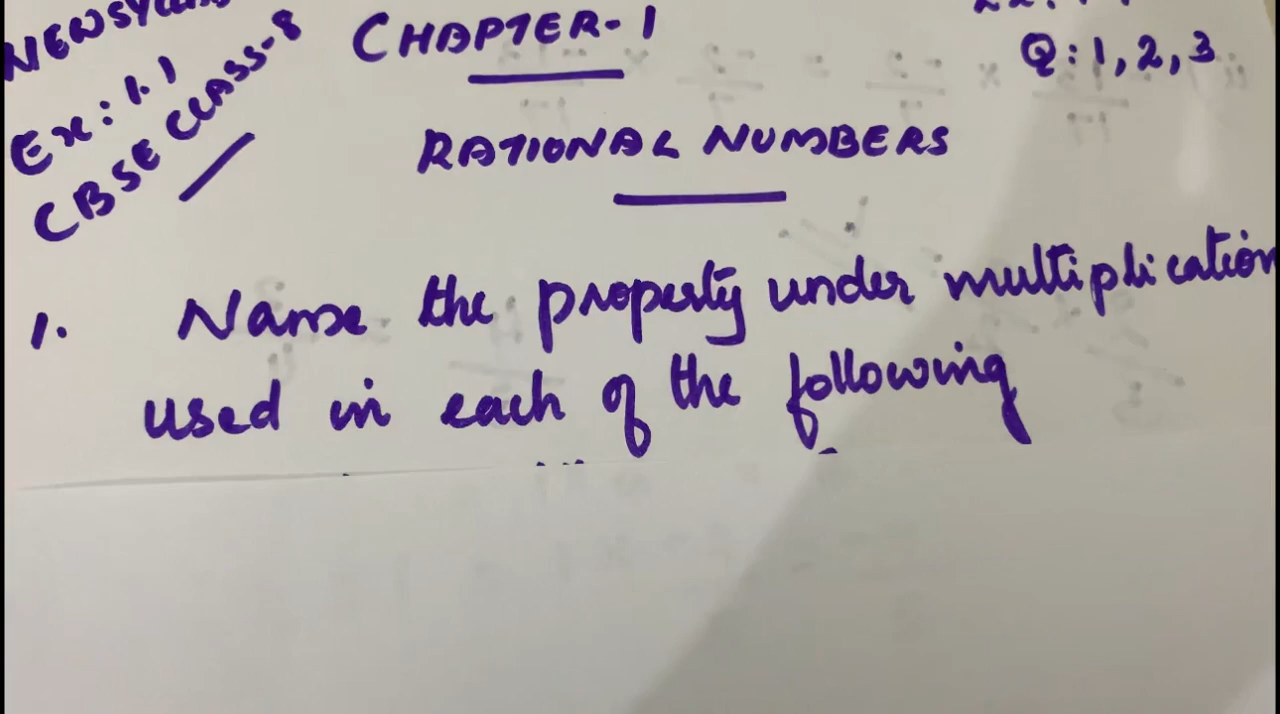 CHAPTER-1
Ex: 1.1
CBSE CLASS-8
Q: 1, 2, 3
RATIONAL NUMBERS
1. Name the property under multiplication
used in each of the following